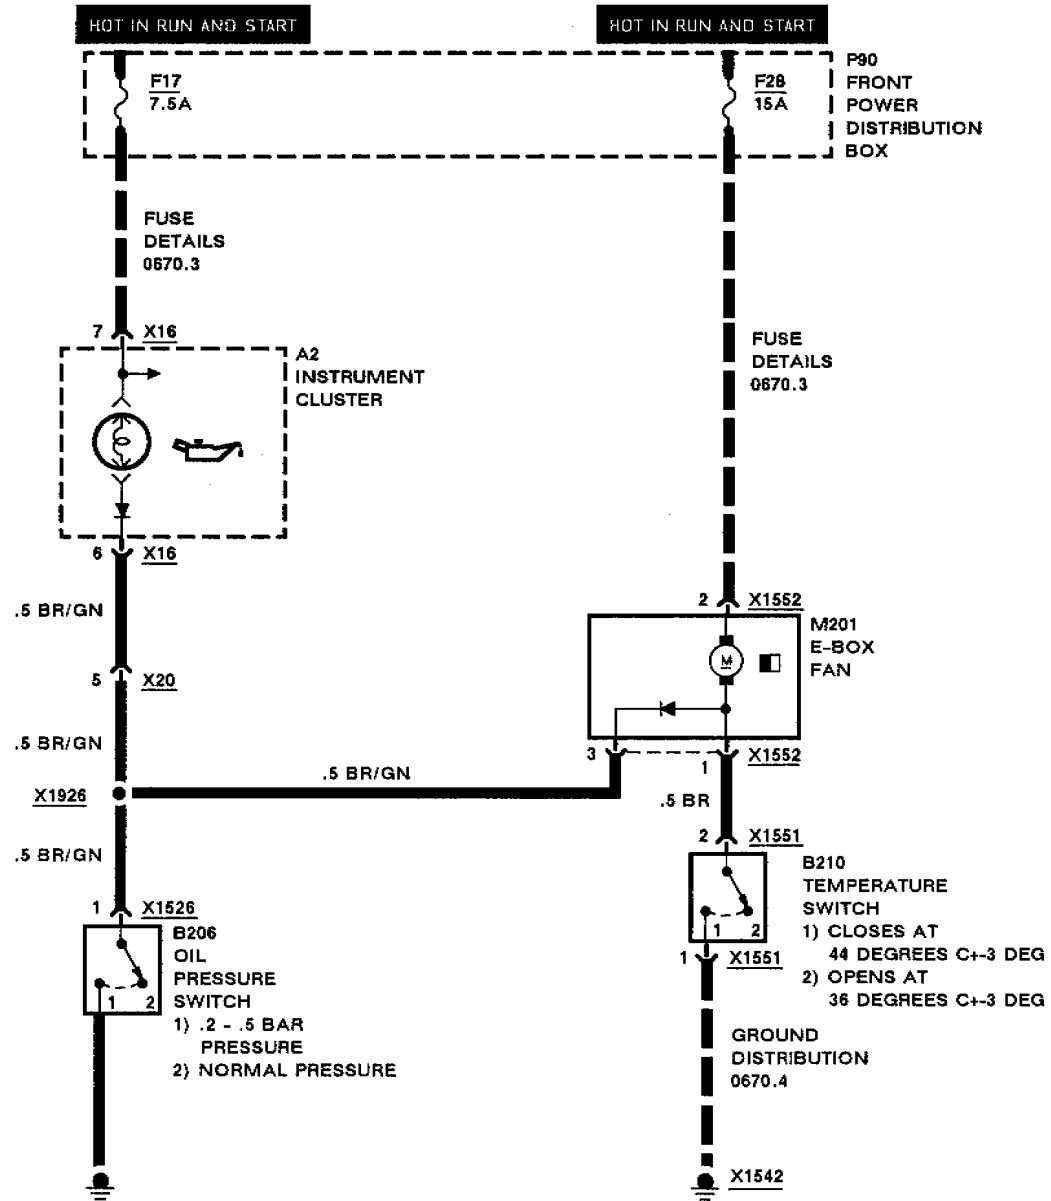 HOT IN RUN AND START
HOT IN RUN AND START
F17
7.5A
F28
15A
P90
FRONT
POWER
DISTRIBUTION
BOX
FUSE
DETAILS
0670.3
FUSE
DETAILS
0670.3
7 X16
A2
INSTRUMENT
CLUSTER
6 X16
.5 BR/GN
2 X1552
M201
E-BOX
FAN
M
5 X20
.5 BR/GN
3
1 X1552
.5 BR/GN
X1926
.5 BR
.5 BR/GN
2 X1551
B210
TEMPERATURE
SWITCH
1) CLOSES AT
44 DEGREES C+-3 DEG
2) OPENS AT
36 DEGREES C+-3 DEG
1 2
1 X1551
1 X1526
B206
OIL
PRESSURE
SWITCH
1) .2 - .5 BAR
PRESSURE
2) NORMAL PRESSURE
1 2
GROUND
DISTRIBUTION
0670.4
X1542